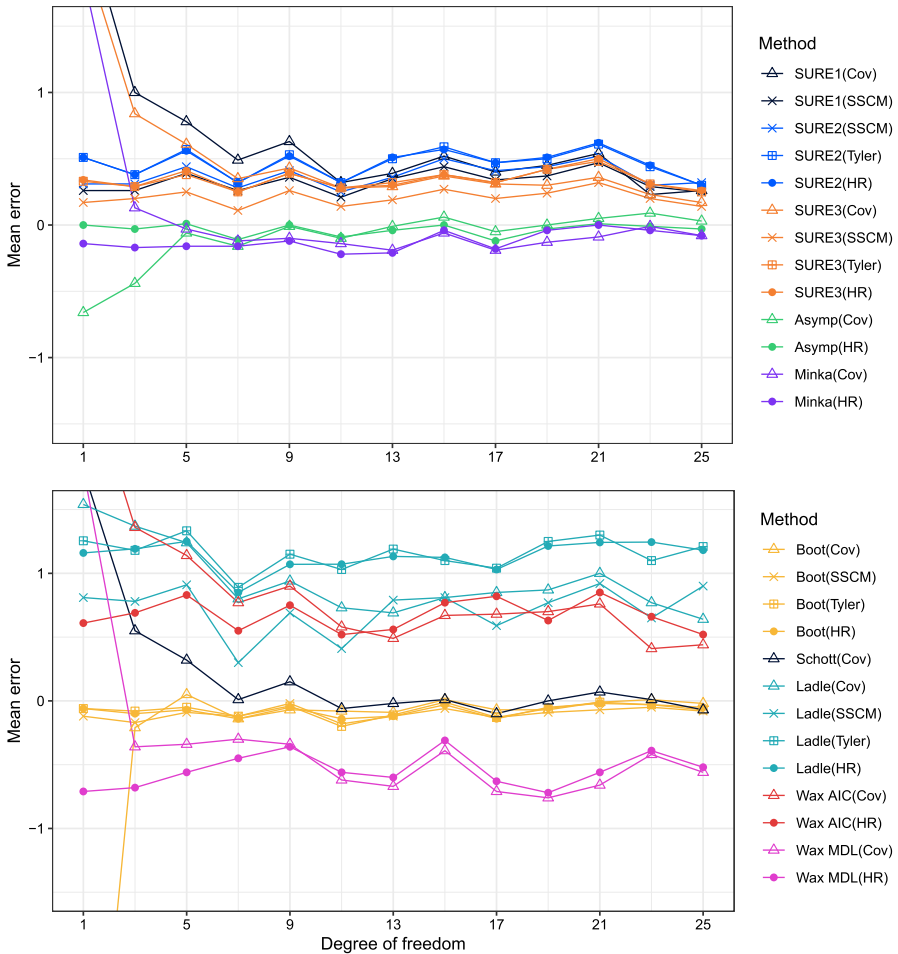 Mean error
1
0
−1
1
5
9
13
17
21
25
Method
SURE1(Cov)
SURE1(SSCM)
SURE2(SSCM)
SURE2(Tyler)
SURE2(HR)
SURE3(Cov)
SURE3(SSCM)
SURE3(Tyler)
SURE3(HR)
Asymp(Cov)
Asymp(HR)
Minka(Cov)
Minka(HR)
Mean error
1
0
−1
1
5
9
13
17
21
25
Degree of freedom
Method
Boot(Cov)
Boot(SSCM)
Boot(Tyler)
Boot(HR)
Schott(Cov)
Ladle(Cov)
Ladle(SSCM)
Ladle(Tyler)
Ladle(HR)
Wax AIC(Cov)
Wax AIC(HR)
Wax MDL(Cov)
Wax MDL(HR)